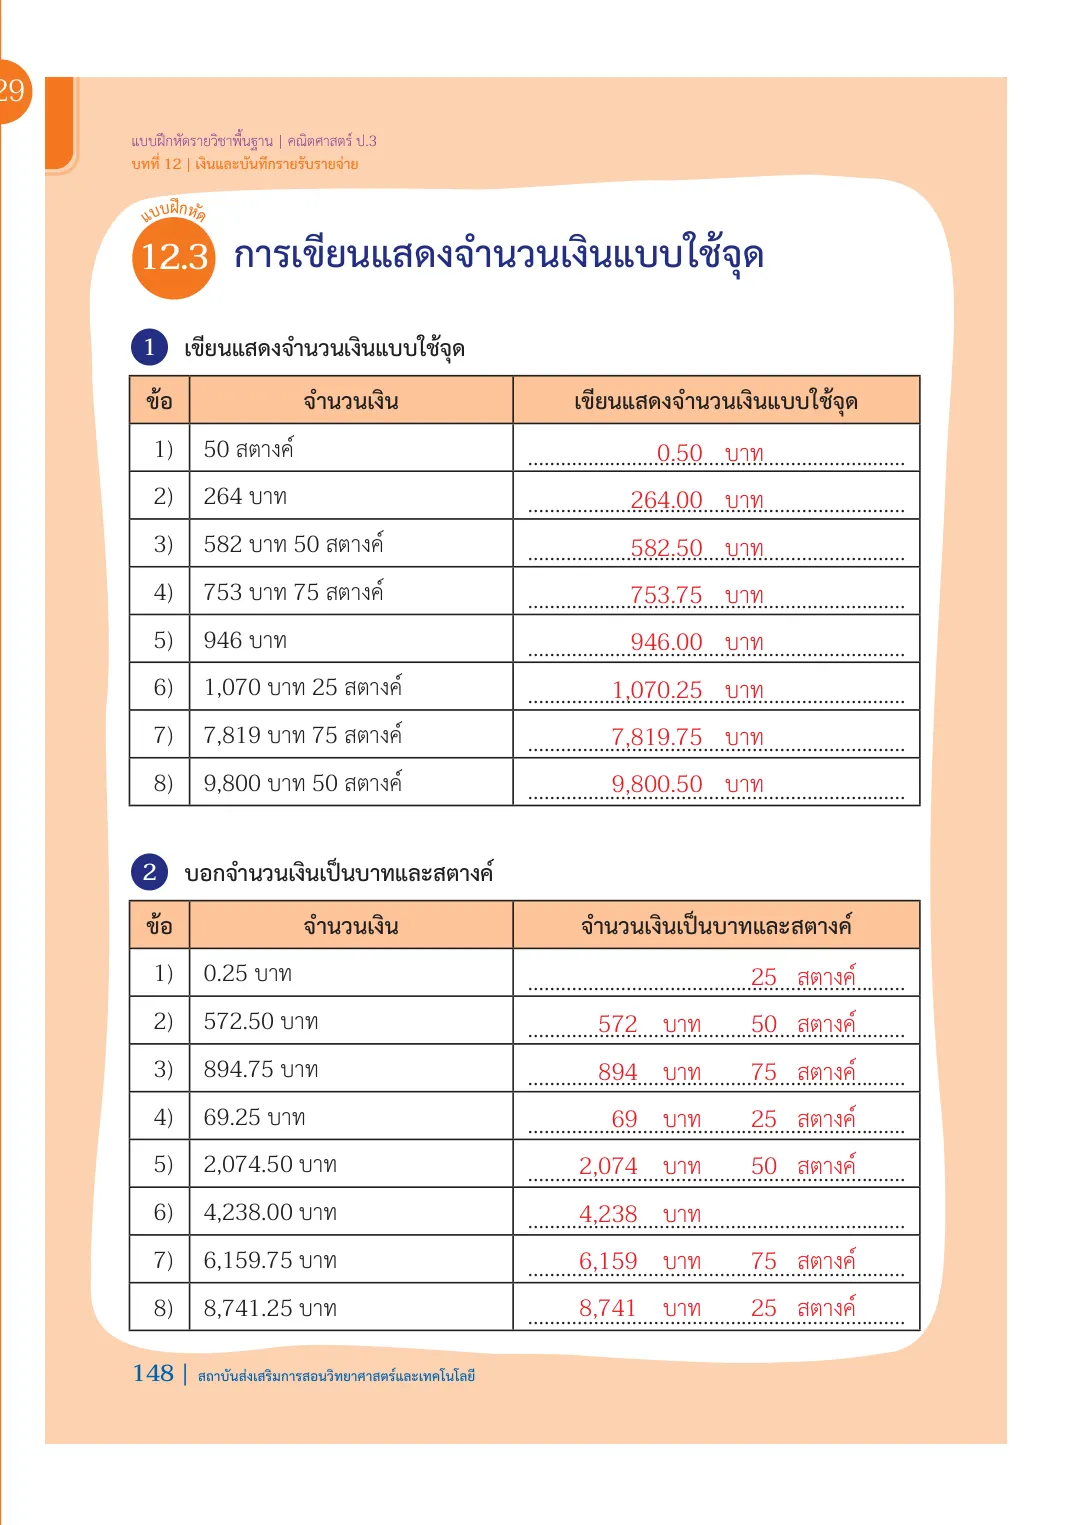 29
แบบฝึกหัดรายวิชาพื้นฐาน | คณิตศาสตร์ ป.3
บทที่ 12 | เงินและบันทึกรายรับรายจ่าย
แบบฝึกหัด
12.3 การเขียนแสดงจำนวนเงินแบบใช้จุด
1 เขียนแสดงจำนวนเงินแบบใช้จุด
ข้อ จำนวนเงิน เขียนแสดงจำนวนเงินแบบใช้จุด
1) 50 สตางค์ 0.50 บาท
2) 264 บาท 264.00 บาท
3) 582 บาท 50 สตางค์ 582.50 บาท
4) 753 บาท 75 สตางค์ 753.75 บาท
5) 946 บาท 946.00 บาท
6) 1,070 บาท 25 สตางค์ 1,070.25 บาท
7) 7,819 บาท 75 สตางค์ 7,819.75 บาท
8) 9,800 บาท 50 สตางค์ 9,800.50 บาท
2 บอกจำนวนเงินเป็นบาทและสตางค์
ข้อ จำนวนเงิน จำนวนเงินเป็นบาทและสตางค์
1) 0.25 บาท 25 สตางค์
2) 572.50 บาท 572 บาท 50 สตางค์
3) 894.75 บาท 894 บาท 75 สตางค์
4) 69.25 บาท 69 บาท 25 สตางค์
5) 2,074.50 บาท 2,074 บาท 50 สตางค์
6) 4,238.00 บาท 4,238 บาท
7) 6,159.75 บาท 6,159 บาท 75 สตางค์
8) 8,741.25 บาท 8,741 บาท 25 สตางค์
148 | สถาบันส่งเสริมการสอนวิทยาศาสตร์และเทคโนโลยี